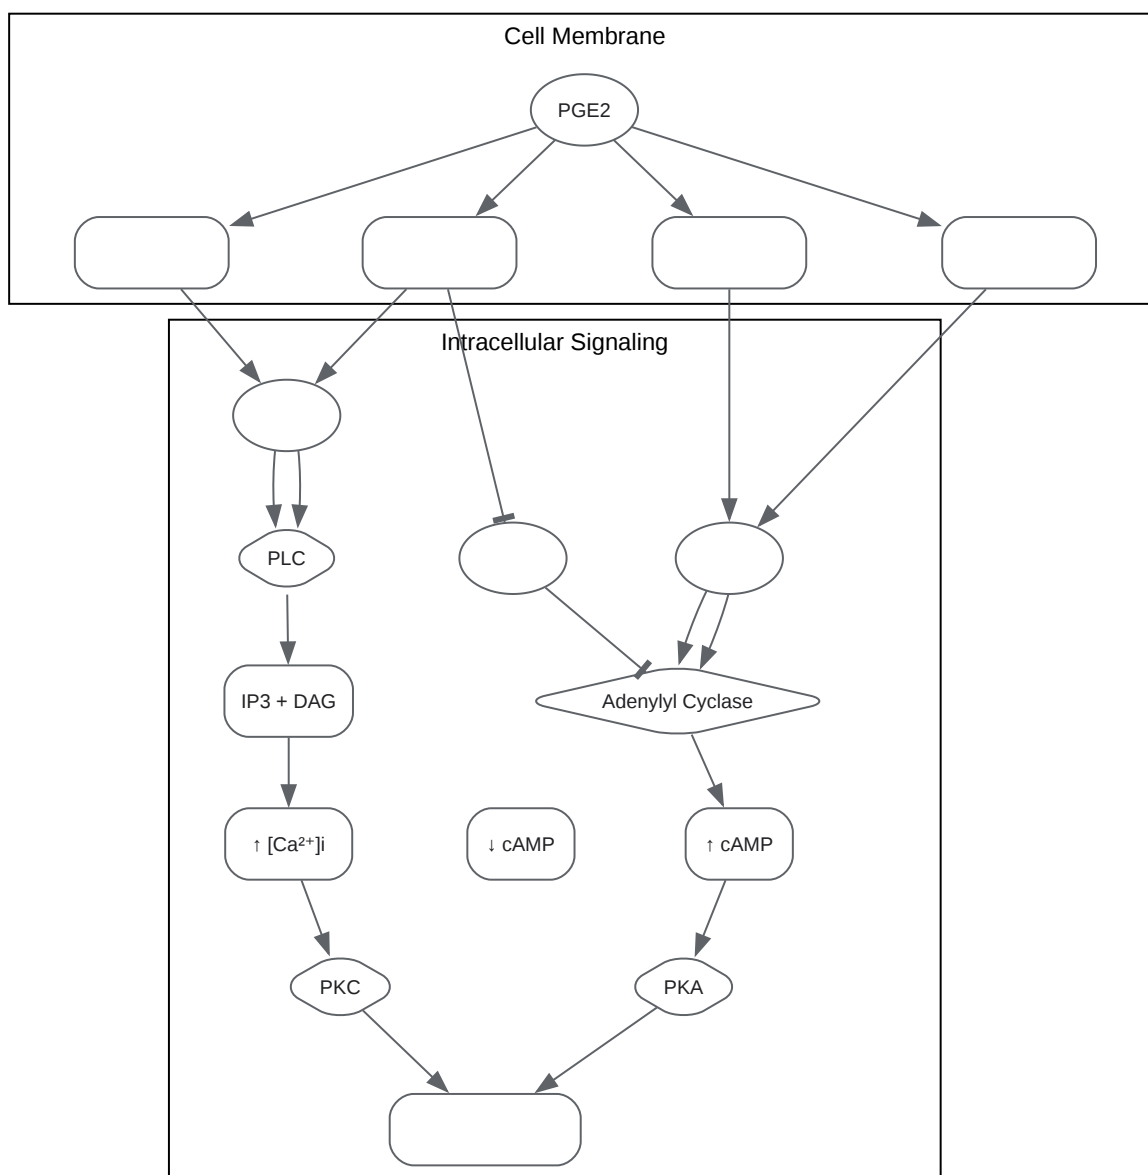 Cell Membrane
PGE2
Intracellular Signaling
PLC
IP3 + DAG
Adenylyl Cyclase
↑ [Ca²⁺]i
↓ cAMP
↑ cAMP
PKC
PKA